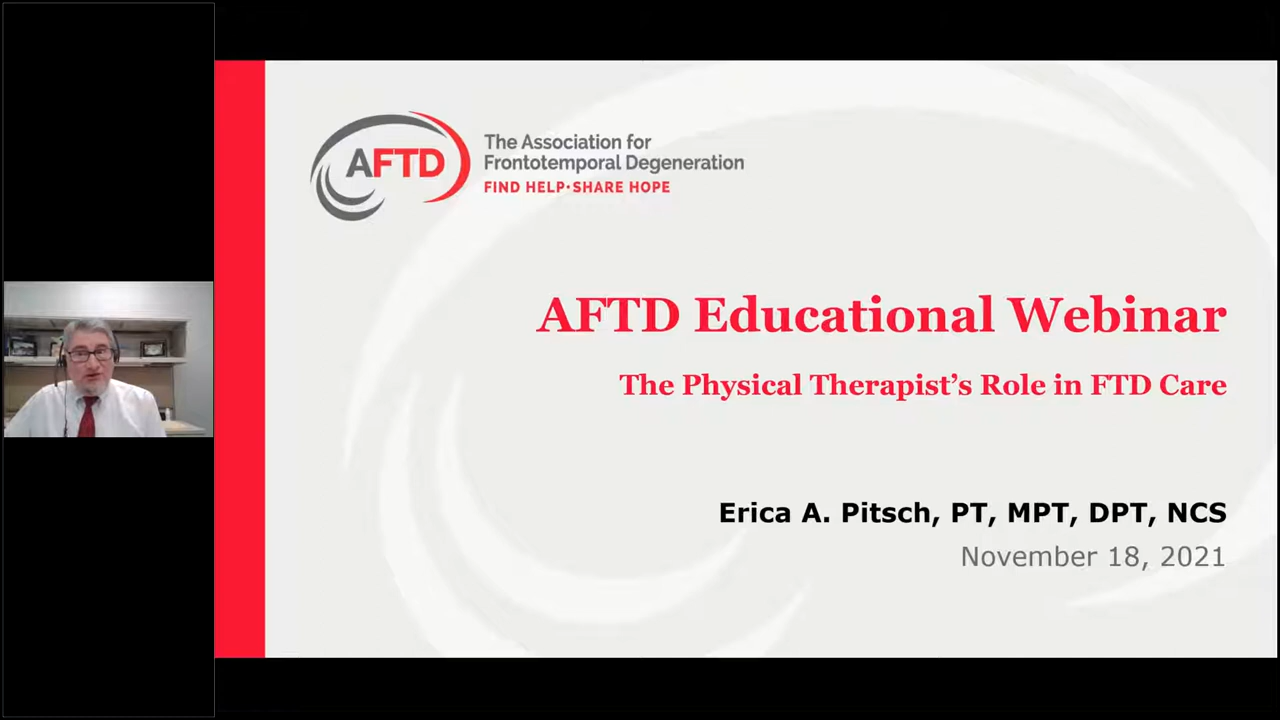 AFTD
The Association for
Frontotemporal Degeneration
FIND HELP•SHARE HOPE
AFTD Educational Webinar
The Physical Therapist’s Role in FTD Care
Erica A. Pitsch, PT, MPT, DPT, NCS
November 18, 2021